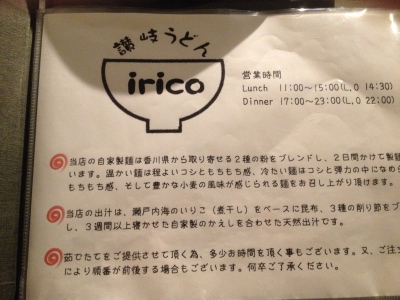 讃岐うどん
irico
営業時間
Lunch 11:00～15:00(L,O 14:30)
Dinner 17:00～23:00(L,O 22:00)
当店の自家製麺は香川県から取り寄せる2種の粉をブレンドし、2日間かけて製麺
います。温かい麺は程よいコシともちもち感、冷たい麺はコシと弾力の中になめら
もちもち感、そして豊かな小麦の風味が感じられる麺をお召し上がり頂けます。
当店の出汁は、瀬戸内海のいりこ(煮干し)をベースに昆布、3種の削り節をブ
し、3週間以上寝かせた自家製のかえしを合わせた天然出汁です。
茹でたてをご提供させて頂く為、多少お時間を頂く事もございます。又、ご注文
により順番が前後する場合もございます。何卒ご了承ください。